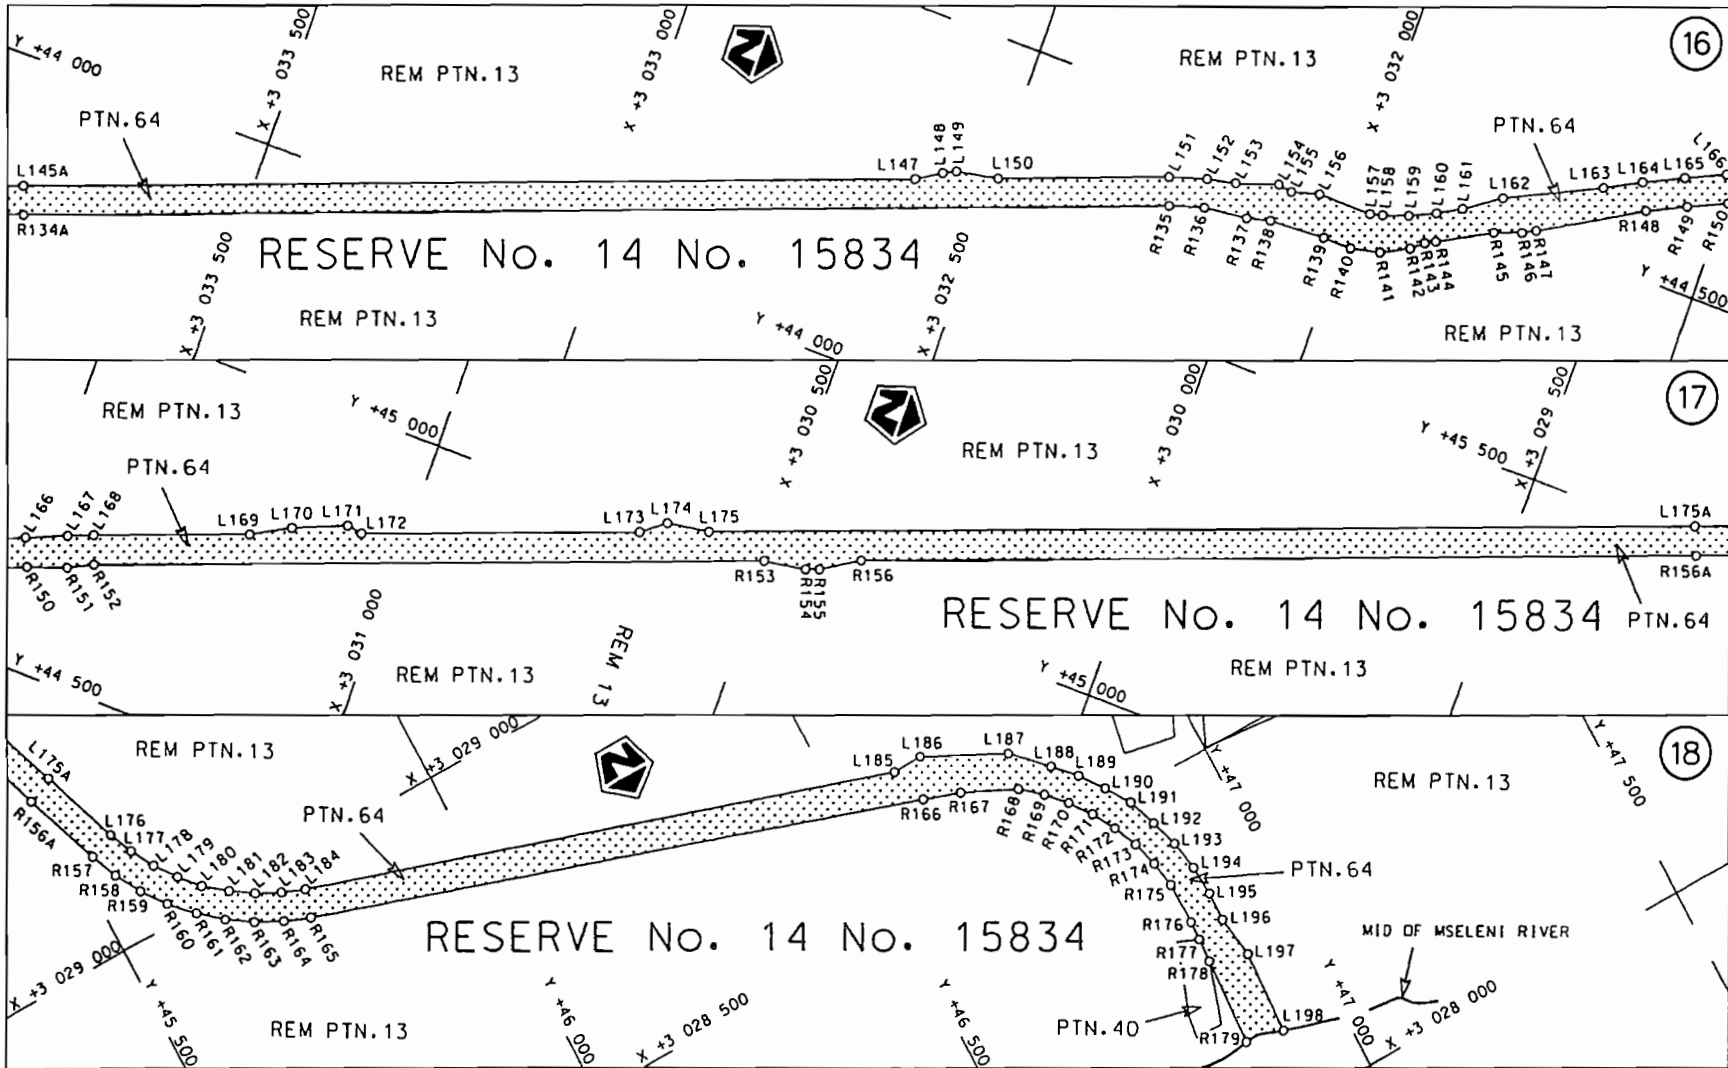 16
Y +44 000
X +3 033 500
REM PTN.13
X +3 033 000
REM PTN.13
X +3 032 000
PTN.64
PTN.64
L145A
L147
L148
L149
L150
L151
L152
L153
L154
L155
L156
L157
L158
L159
L160
L161
L162
L163
L164
L165
L166
R134A
R135
R136
R137
R138
R139
R140
R141
R142
R143
R144
R145
R146
R147
R148
R149
R150
RESERVE No. 14 No. 15834
X +3 033 500
REM PTN.13
Y +44 000
X +3 032 500
REM PTN.13
Y +44 500
17
REM PTN.13
Y +45 000
X +3 030 500
REM PTN.13
X +3 030 000
Y +45 500
X +3 029 500
PTN.64
L166
L167
L168
L169
L170
L171
L172
L173
L174
L175
L175A
R150
R151
R152
R153
R154
R155
R156
R156A
RESERVE No. 14 No. 15834
PTN.64
Y +44 500
X +3 031 000
REM PTN.13
REM 13
Y +45 000
REM PTN.13
18
REM PTN.13
X +3 029 000
PTN.64
Y +47 000
Y +47 500
REM PTN.13
L175A
L176
L177
L178
L179
L180
L181
L182
L183
L184
L185
L186
L187
L188
L189
L190
L191
L192
L193
L194
L195
L196
L197
L198
R156A
R157
R158
R159
R160
R161
R162
R163
R164
R165
R166
R167
R168
R169
R170
R171
R172
R173
R174
R175
R176
R177
R178
R179
PTN.64
RESERVE No. 14 No. 15834
MID OF MSELENI RIVER
X +3 029 000
Y +45 500
REM PTN.13
Y +46 000
X +3 028 500
Y +46 500
PTN.40
Y +47 000
X +3 028 000